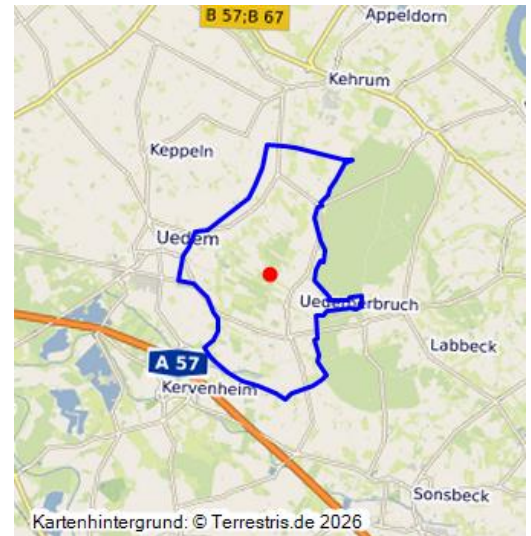 B 57;B 67
Appeldorn
Kehrum
Keppeln
Uedem
Uedemerbruch
Labbeck
A 57
Kervenheim
Sonsbeck
Kartenhintergrund: © Terrestris.de 2026